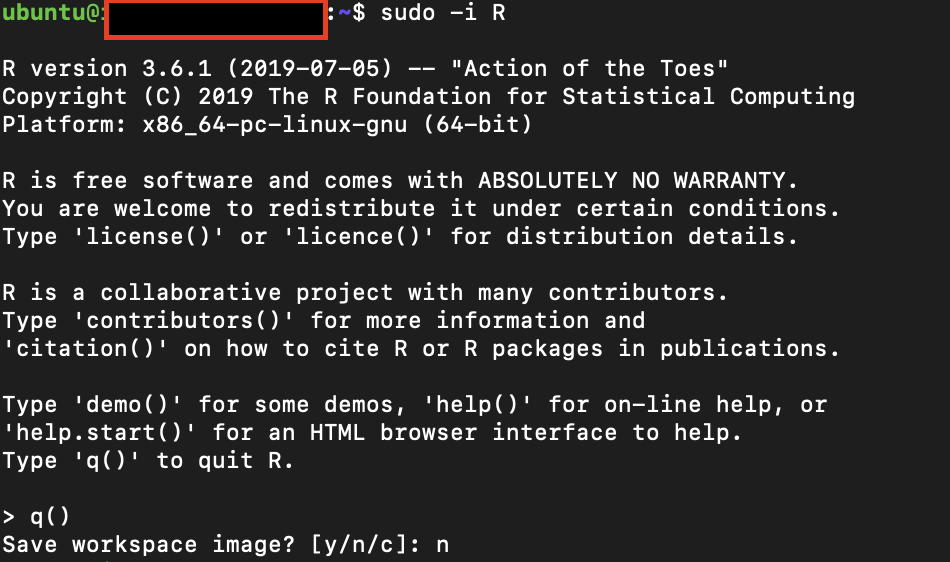 ubuntu@ :~$ sudo -i R
R version 3.6.1 (2019-07-05) -- "Action of the Toes"
Copyright (C) 2019 The R Foundation for Statistical Computing
Platform: x86_64-pc-linux-gnu (64-bit)
R is free software and comes with ABSOLUTELY NO WARRANTY.
You are welcome to redistribute it under certain conditions.
Type 'license()' or 'licence()' for distribution details.
R is a collaborative project with many contributors.
Type 'contributors()' for more information and
'citation()' on how to cite R or R packages in publications.
Type 'demo()' for some demos, 'help()' for on-line help, or
'help.start()' for an HTML browser interface to help.
Type 'q()' to quit R.
> q()
Save workspace image? [y/n/c]: n